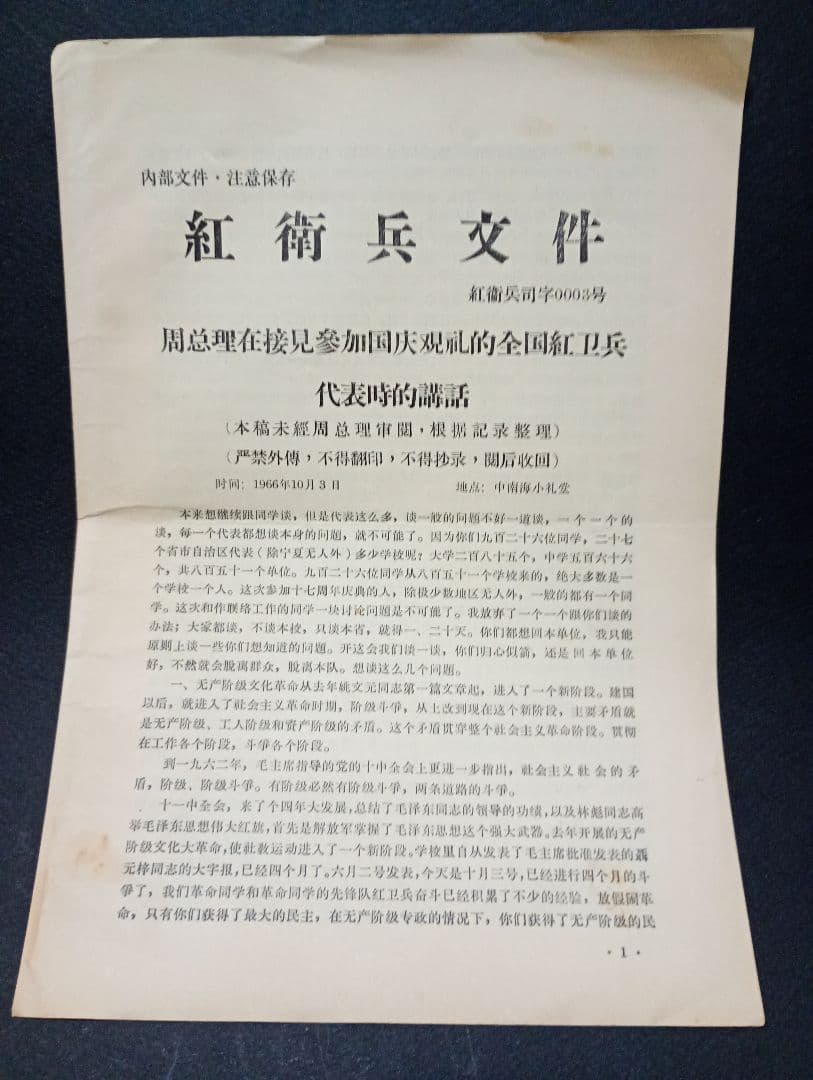 内部文件·注意保存
紅衛兵文件
紅衞兵司字0003号
周总理在接見參加国庆观礼的全国紅卫兵
代表時的講話
(本稿未經周总理审閱，根据記录整理)
(严禁外傳，不得翻印，不得抄录，閱后收回)
时间：1966年10月3日　地点：中南海小礼堂
本来想继续跟同学谈，但是代表这么多，谈一般的问题不好一道谈，一个一个的
谈，每一个代表都想谈本身的问题，就不可能了。因为你们九百二十六位同学，二十七
个省市自治区代表(除宁夏无人外)多少学校呢？大学二百八十五个，中学五百六十六
个，共八百五十一个单位。九百二十六位同学从八百五十一个学校来的，绝大多数是一
个学校一个人。这次参加十七周年庆典的人，除极少数地区无人外，一般的都有一个同
学。这次和作联络工作的同学一块讨论问题是不可能了。我放弃了一个一个跟你们谈的
办法；大家都谈，不谈本校，只谈本省，就得一、二十天。你们都想回本单位，我只能
原则上谈一些你们想知道的问题。开这会我们谈一谈，你们归心似箭，还是回本单位
好，不然就会脱离群众，脱离本队。想谈这么几个问题。
一、无产阶级文化革命从去年姚文元同志第一篇文章起，进入了一个新阶段。建国
以后，就进入了社会主义革命时期，阶级斗争，从土改到现在这个新阶段，主要矛盾就
是无产阶级、工人阶级和资产阶级的矛盾。这个矛盾贯穿整个社会主义革命阶段。贯彻
在工作各个阶段，斗爭各个阶段。
到一九六二年，毛主席指导的党的十中全会上更进一步指出，社会主义社会的矛
盾，阶级、阶级斗爭。有阶级必然有阶级斗爭，两条道路的斗爭。
十一中全会，来了个四年大发展，总结了毛泽东同志的领导的功绩，以及林彪同志高
举毛泽东思想伟大红旗，首先是解放军掌握了毛泽东思想这个强大武器。去年开展的无产
阶级文化大革命，使社教运动进入了一个新阶段。学校里自从发表了毛主席批准发表的聶
元梓同志的大字报，已经四个月了。六月二号发表，今天是十月三号，已经进行四个月的斗
爭了，我们革命同学和革命同学的先锋队红卫兵奋斗已经积累了不少的经验，放假闹革
命，只有你们获得了最大的民主，在无产阶级专政的情况下，你们获得了无产阶级的民
·1·